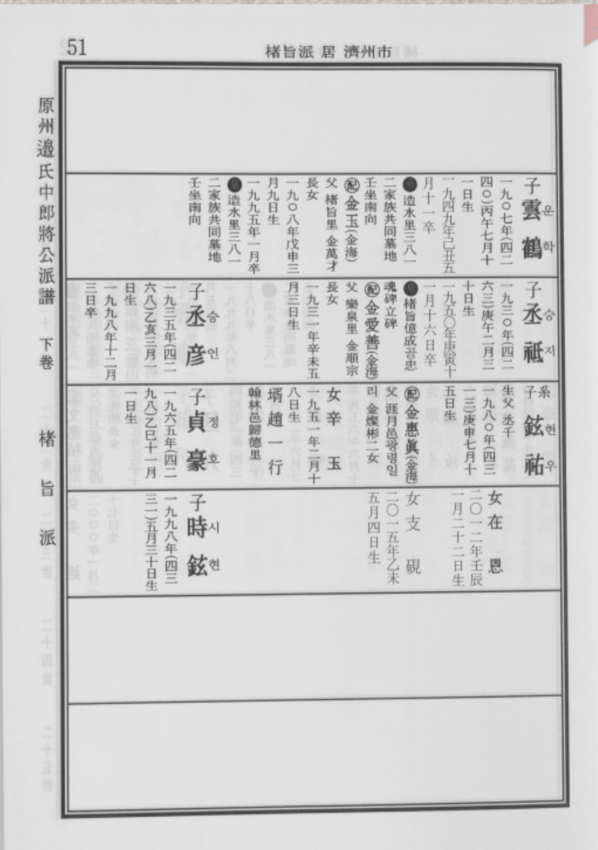 51
楮旨派 居 濟州市
原州邊氏中郎將公派譜 下卷 楮旨派
子 雲鶴 운학
一九〇七年(四二
四〇)丙午七月十
一日生
一九四九年己丑五
月十一卒
墓造水里三八一
二家族共同墓地
壬坐南向
配金玉(金海)
父 楮旨里 金萬才
長女
一九〇八年戊申三
月九日生
一九九五年一月卒
墓造水里三八一
二家族共同墓地
壬坐南向
子 丞祗 승지
一九三〇年(四二
六三)庚午二月三
十日生
一九五〇年庚寅十
一月十六日卒
墓楮旨億成곰忠
魂碑立碑
配金愛善(金海)
父 樂泉里 金順宗
長女
一九三一年辛未五
月三日生
子 丞彦 승언
一九三五年(四二
六八)乙亥三月一
日生
一九九八年十二月
三日卒
系子 鉉祐 현우
生父 丞千
一九八〇年(四三
一三)庚申七月十
五日生
配金惠眞(金海)
父 涯月邑광령일
리 金燦彬二女
女 辛玉
一九五一年二月十
八日生
壻 趙一行
翰林邑歸德里
子 貞豪 정호
一九六五年(四二
九八)乙巳十一月
一日生
女 在恩
二〇一二年壬辰
一月二十二日生
女 支硯
二〇一五年乙未
五月四日生
子 時鉉 시현
一九九八年(四三
三一)五月三十日生